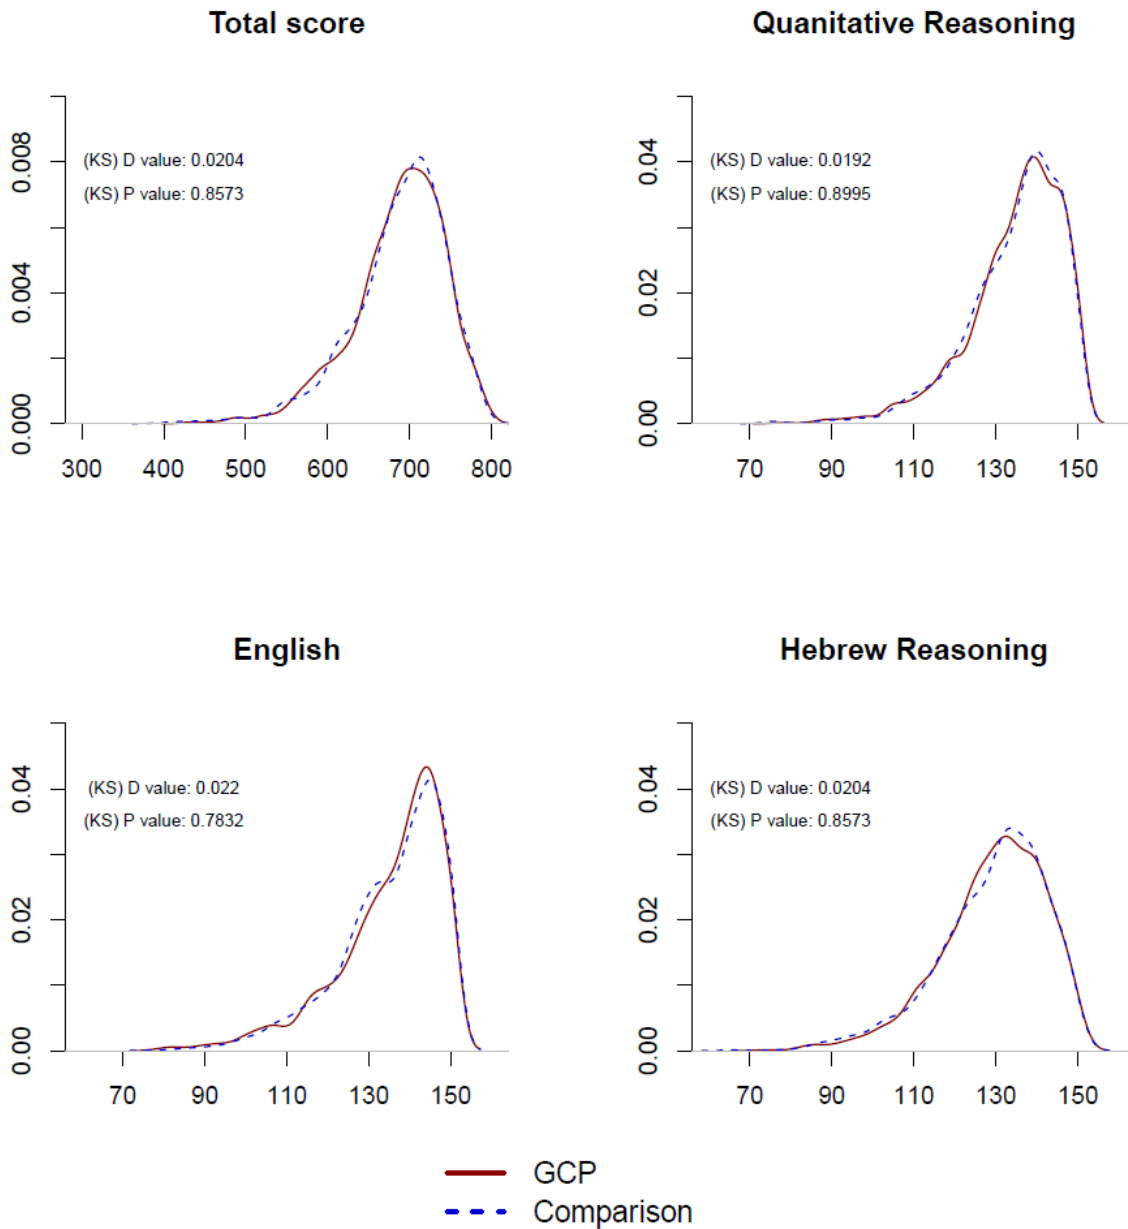 Total score
0.008
0.004
0.000
(KS) D value: 0.0204
(KS) P value: 0.8573
300 400 500 600 700 800
Quanitative Reasoning
0.04
0.02
0.00
(KS) D value: 0.0192
(KS) P value: 0.8995
70 90 110 130 150
English
0.04
0.02
0.00
(KS) D value: 0.022
(KS) P value: 0.7832
70 90 110 130 150
Hebrew Reasoning
0.04
0.02
0.00
(KS) D value: 0.0204
(KS) P value: 0.8573
70 90 110 130 150
GCP
Comparison